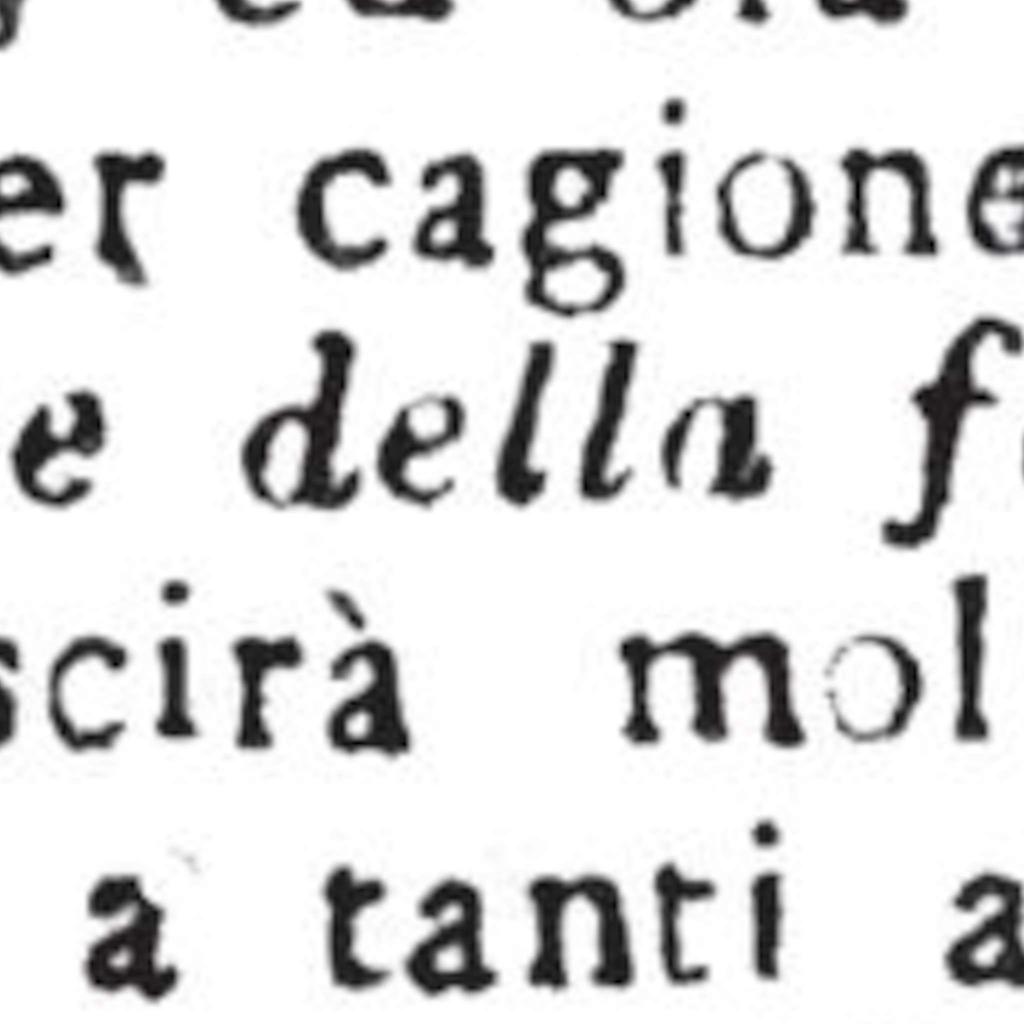 er cagione
e della f
scirà mol
a tanti a